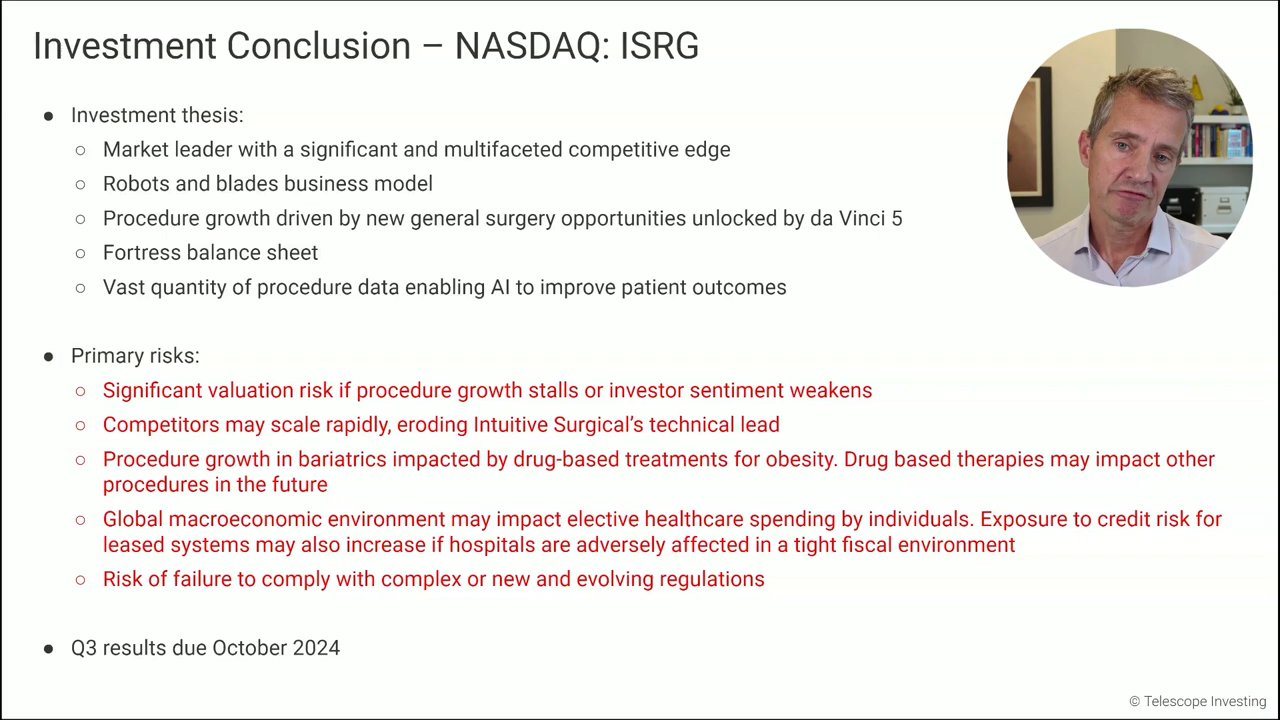 Investment Conclusion – NASDAQ: ISRG
● Investment thesis:
○ Market leader with a significant and multifaceted competitive edge
○ Robots and blades business model
○ Procedure growth driven by new general surgery opportunities unlocked by da Vinci 5
○ Fortress balance sheet
○ Vast quantity of procedure data enabling AI to improve patient outcomes
● Primary risks:
○ Significant valuation risk if procedure growth stalls or investor sentiment weakens
○ Competitors may scale rapidly, eroding Intuitive Surgical’s technical lead
○ Procedure growth in bariatrics impacted by drug-based treatments for obesity. Drug based therapies may impact other
procedures in the future
○ Global macroeconomic environment may impact elective healthcare spending by individuals. Exposure to credit risk for
leased systems may also increase if hospitals are adversely affected in a tight fiscal environment
○ Risk of failure to comply with complex or new and evolving regulations
● Q3 results due October 2024
© Telescope Investing